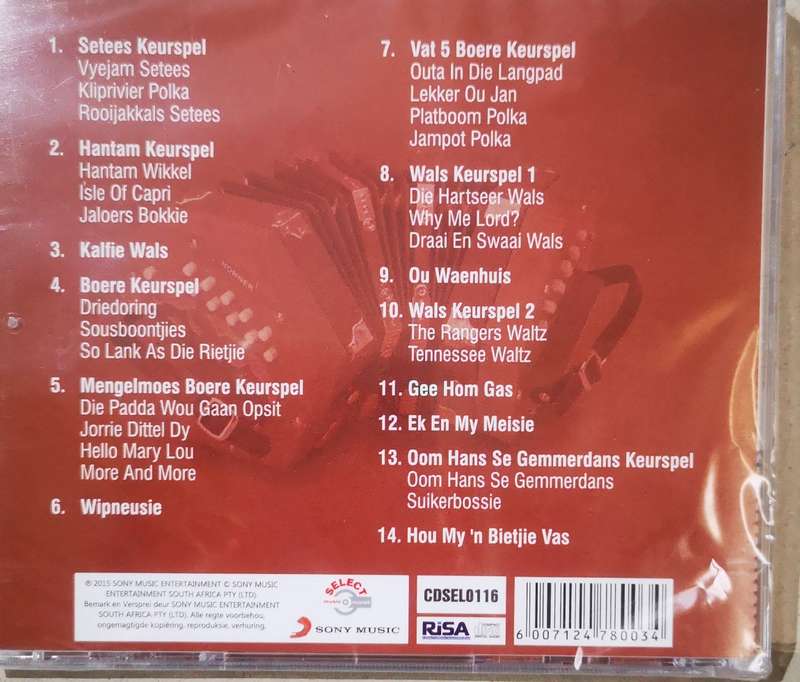 1. Setees Keurspel
Vyejam Setees
Kliprivier Polka
Rooijakkals Setees
2. Hantam Keurspel
Hantam Wikkel
Isle Of Capri
Jaloers Bokkie
3. Kalfie Wals
4. Boere Keurspel
Driedoring
Sousboontjies
So Lank As Die Rietjie
5. Mengelmoes Boere Keurspel
Die Padda Wou Gaan Opsit
Jorrie Dittel Dy
Hello Mary Lou
More And More
6. Wipneusie
7. Vat 5 Boere Keurspel
Outa In Die Langpad
Lekker Ou Jan
Platboom Polka
Jampot Polka
8. Wals Keurspel 1
Die Hartseer Wals
Why Me Lord?
Draai En Swaai Wals
9. Ou Waenhuis
10. Wals Keurspel 2
The Rangers Waltz
Tennessee Waltz
11. Gee Hom Gas
12. Ek En My Meisie
13. Oom Hans Se Gemmerdans Keurspel
Oom Hans Se Gemmerdans
Suikerbossie
14. Hou My 'n Bietjie Vas
HOHNER
℗ 2015 SONY MUSIC ENTERTAINMENT © SONY MUSIC
ENTERTAINMENT SOUTH AFRICA PTY (LTD).
Bemark en Versprei deur SONY MUSIC ENTERTAINMENT
SOUTH AFRICA PTY (LTD). Alle regte voorbehou,
ongemagtigde kopiëring, reproduksie, verhuring,
SELECT
SONY MUSIC
CDSEL0116
RiSA
6 007124 780034